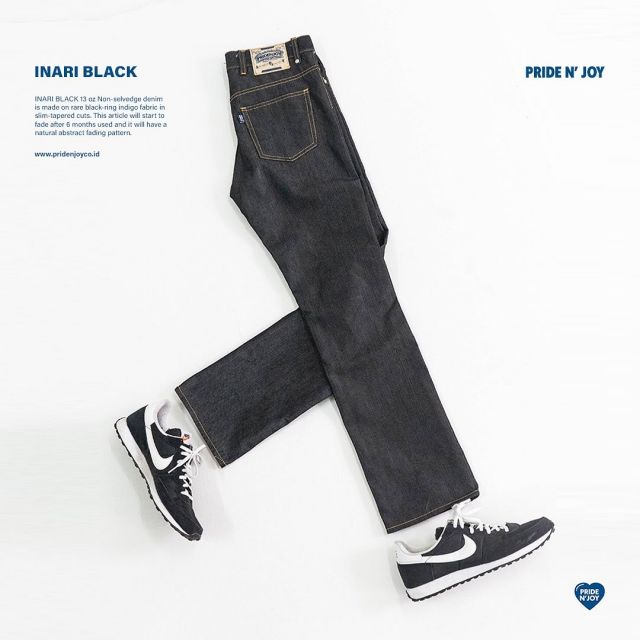 INARI BLACK
PRIDE N' JOY
INARI BLACK 13 oz Non-selvedge denim
is made on rare black-ring indigo fabric in
slim-tapered cuts. This article will start to
fade after 6 months used and it will have a
natural abstract fading pattern.
www.pridenjoyco.id
PRIDE
N'JOY